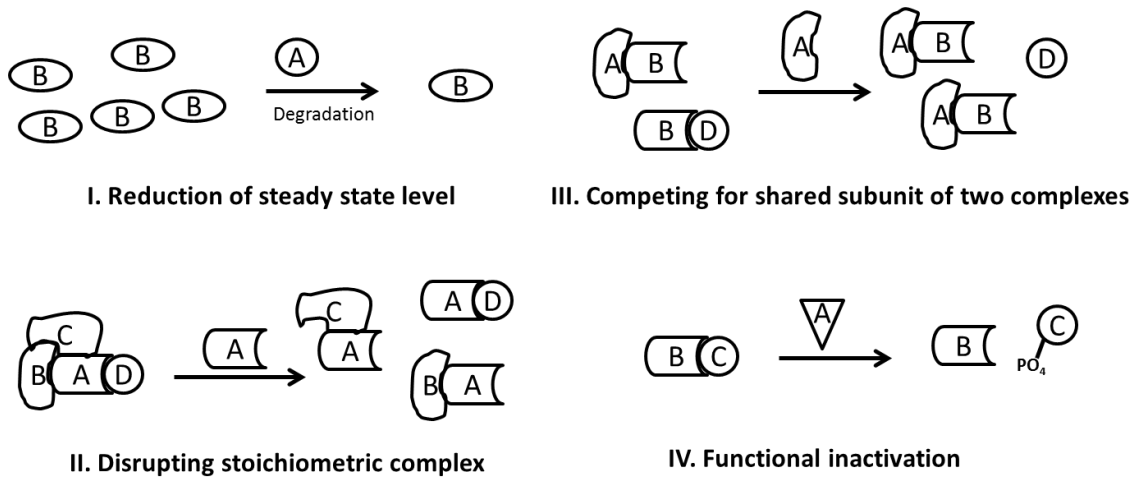 B
B
B
B
B
A
Degradation
B
I. Reduction of steady state level
A B
B D
A
A B
D
A B
III. Competing for shared subunit of two complexes
C
B A D
A
C
A
A D
B A
II. Disrupting stoichiometric complex
B C
A
B
C
PO4
IV. Functional inactivation